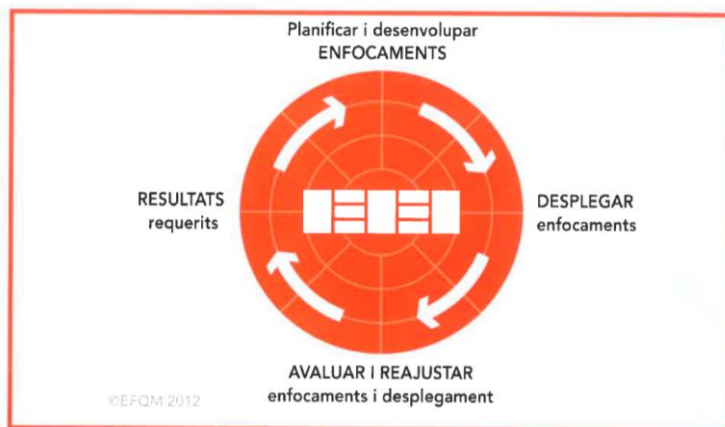 Planificar i desenvolupar
ENFOCAMENTS
RESULTATS
requerits
DESPLEGAR
enfocaments
AVALUAR I REAJUSTAR
enfocaments i desplegament
©EFQM 2012